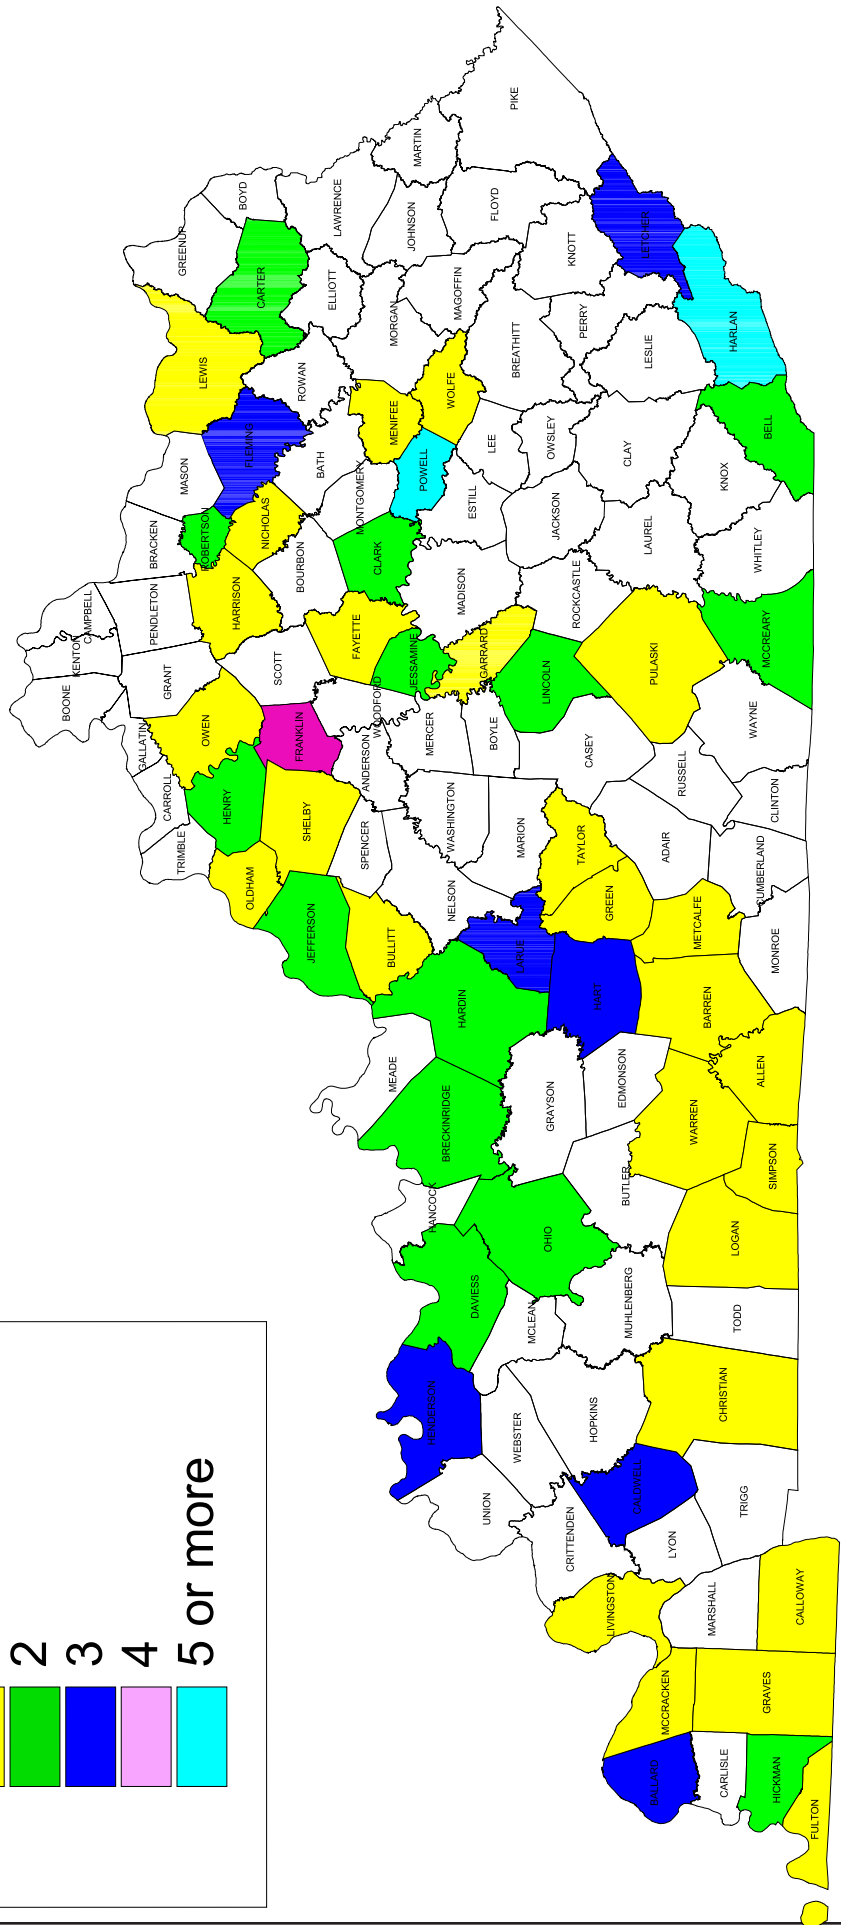 2
3
4
5 or more
PIKE
MARTIN
BOYD
LAWRENCE
FLOYD
JOHNSON
GREENUP
LETCHER
KNOTT
CARTER
ELLIOTT
MAGOFFIN
MORGAN
PERRY
HARLAN
LESLIE
BREATHITT
LEWIS
ROWAN
WOLFE
MENIFEE
BELL
FLEMING
LEE
OWSLEY
CLAY
BATH
POWELL
KNOX
MASON
MONTGOMERY
ESTILL
JACKSON
NICHOLAS
LAUREL
ROBERTSON
BRACKEN
WHITLEY
CLARK
BOURBON
MADISON
ROCKCASTLE
HARRISON
PENDLETON
CAMPBELL
FAYETTE
MCCREARY
GARRARD
JESSAMINE
KENTON
PULASKI
SCOTT
GRANT
LINCOLN
BOONE
WOODFORD
WAYNE
OWEN
FRANKLIN
MERCER
BOYLE
GALLATIN
CASEY
ANDERSON
RUSSELL
CARROLL
CLINTON
HENRY
SHELBY
WASHINGTON
MARION
SPENCER
TAYLOR
ADAIR
TRIMBLE
CUMBERLAND
OLDHAM
NELSON
GREEN
METCALFE
JEFFERSON
BULLITT
LARUE
MONROE
HART
HARDIN
BARREN
MEADE
ALLEN
EDMONSON
GRAYSON
BRECKINRIDGE
WARREN
SIMPSON
BUTLER
HANCOCK
OHIO
LOGAN
DAVIESS
MUHLENBERG
MCLEAN
TODD
HENDERSON
CHRISTIAN
HOPKINS
WEBSTER
CALDWELL
TRIGG
UNION
CRITTENDEN
LYON
LIVINGSTON
MARSHALL
CALLOWAY
MCCRACKEN
GRAVES
BALLARD
CARLISLE
HICKMAN
FULTON